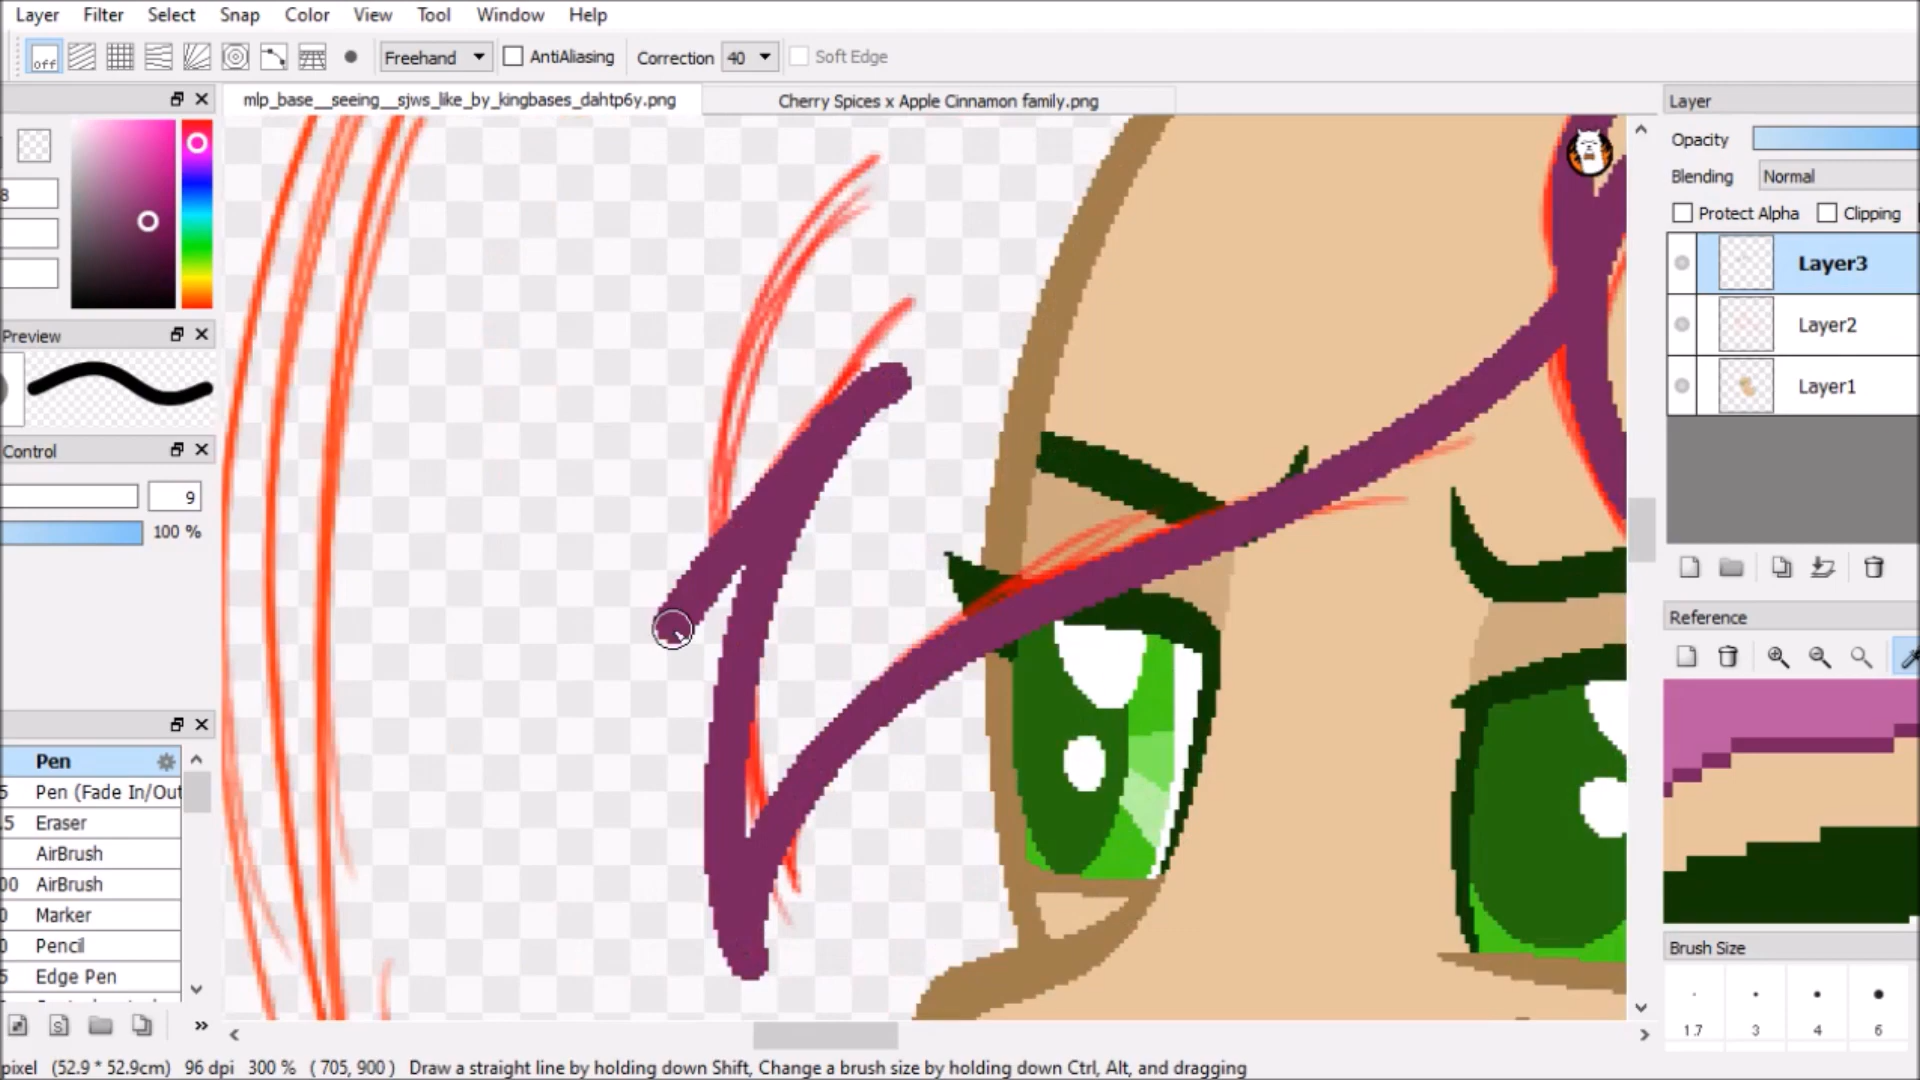 Layer Filter Select Snap Color View Tool Window Help
off Freehand AntiAliasing Correction 40 Soft Edge
mlp_base__seeing__sjws_like_by_kingbases_dahtp6y.png Cherry Spices x Apple Cinnamon family.png
Layer
Opacity
Blending Normal
Protect Alpha Clipping
Layer3
Layer2
Layer1
8
Preview
Control
9
100 %
Pen
5 Pen (Fade In/Out
.5 Eraser
AirBrush
00 AirBrush
0 Marker
0 Pencil
5 Edge Pen
S »
Reference
Brush Size
1.7 3 4 6
pixel (52.9 * 52.9cm) 96 dpi 300 % ( 705, 900 ) Draw a straight line by holding down Shift, Change a brush size by holding down Ctrl, Alt, and dragging